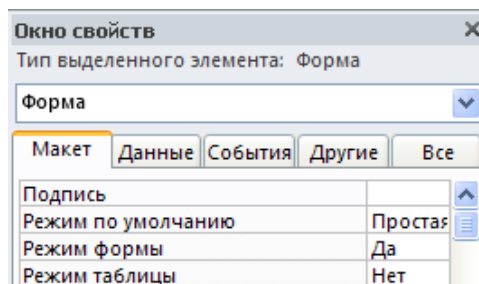 Окно свойств
Тип выделенного элемента: Форма
Форма
Макет Данные События Другие Все
Подпись
Режим по умолчанию Простая
Режим формы Да
Режим таблицы Нет